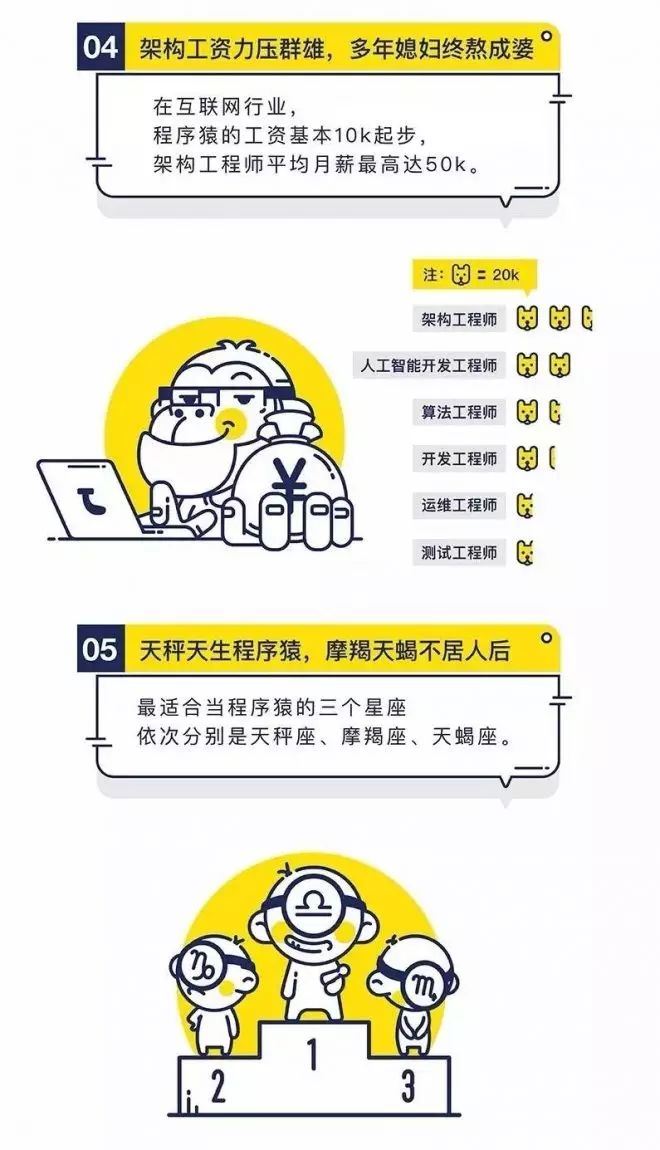 04 架构工资力压群雄，多年媳妇终熬成婆
在互联网行业，
程序猿的工资基本10k起步，
架构工程师平均月薪最高达50k。
注： = 20k
架构工程师
人工智能开发工程师
算法工程师
开发工程师
运维工程师
测试工程师
¥
05 天秤天生程序猿，摩羯天蝎不居人后
最适合当程序猿的三个星座
依次分别是天秤座、摩羯座、天蝎座。
♎
♑
♏
1
2
3